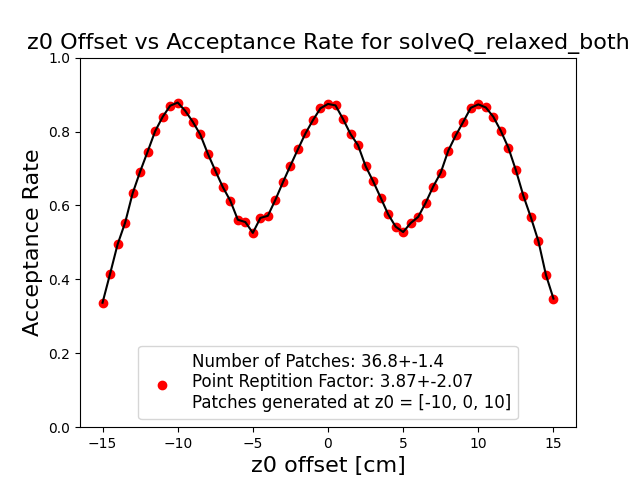 z0 Offset vs Acceptance Rate for solveQ_relaxed_both
1.0
0.8
0.6
0.4
0.2
0.0
Acceptance Rate
Number of Patches: 36.8+-1.4
Point Reptition Factor: 3.87+-2.07
Patches generated at z0 = [-10, 0, 10]
−15 −10 −5 0 5 10 15
z0 offset [cm]